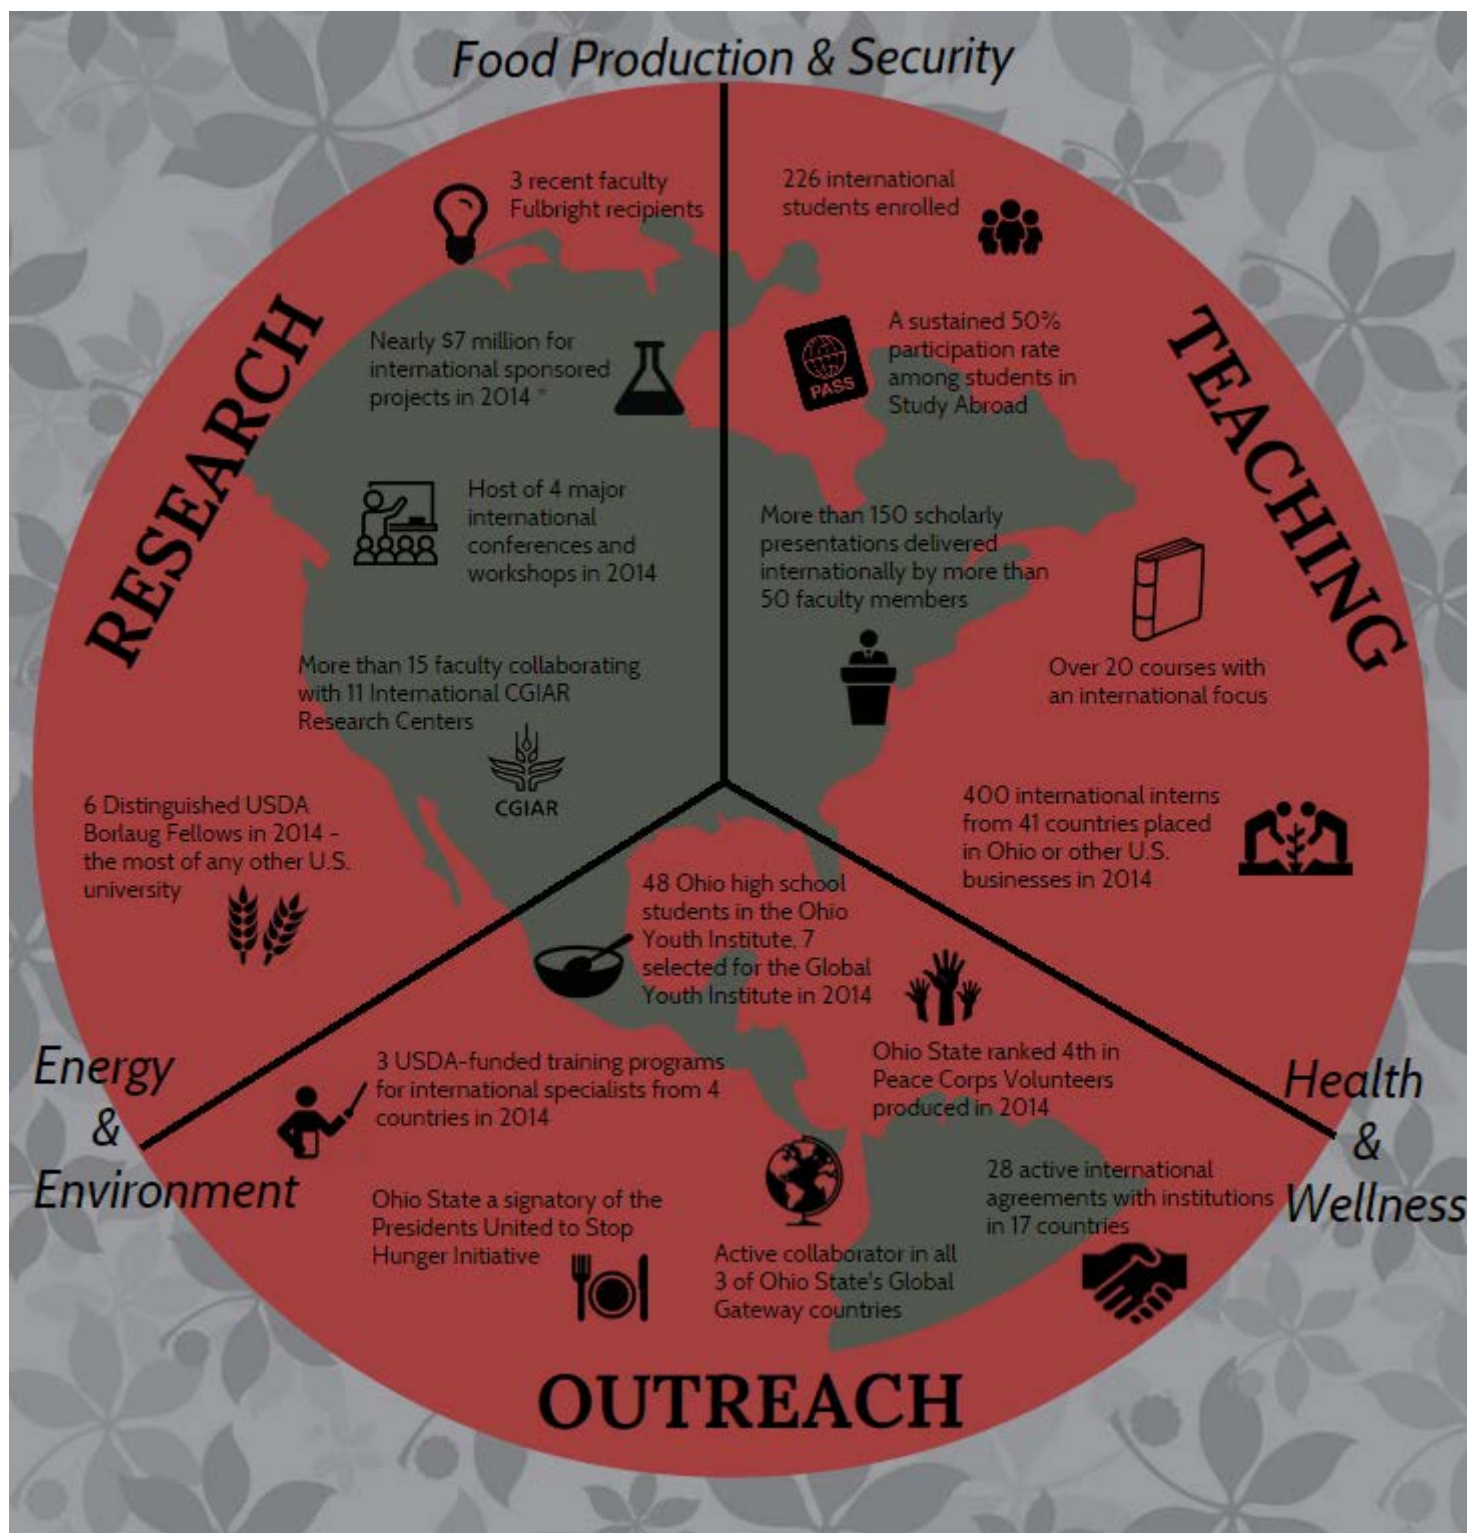 Food Production & Security
RESEARCH
3 recent faculty
Fulbright recipients
Nearly $7 million for
international sponsored
projects in 2014 *
Host of 4 major
international
conferences and
workshops in 2014
More than 15 faculty collaborating
with 11 International CGIAR
Research Centers
CGIAR
6 Distinguished USDA
Borlaug Fellows in 2014 -
the most of any other U.S.
university
TEACHING
226 international
students enrolled
PASS
A sustained 50%
participation rate
among students in
Study Abroad
More than 150 scholarly
presentations delivered
internationally by more than
50 faculty members
Over 20 courses with
an international focus
400 international interns
from 41 countries placed
in Ohio or other U.S.
businesses in 2014
Energy
&
Environment
Health
&
Wellness
48 Ohio high school
students in the Ohio
Youth Institute, 7
selected for the Global
Youth Institute in 2014
3 USDA-funded training programs
for international specialists from 4
countries in 2014
Ohio State ranked 4th in
Peace Corps Volunteers
produced in 2014
Ohio State a signatory of the
Presidents United to Stop
Hunger Initiative
Active collaborator in all
3 of Ohio State's Global
Gateway countries
28 active international
agreements with institutions
in 17 countries
OUTREACH